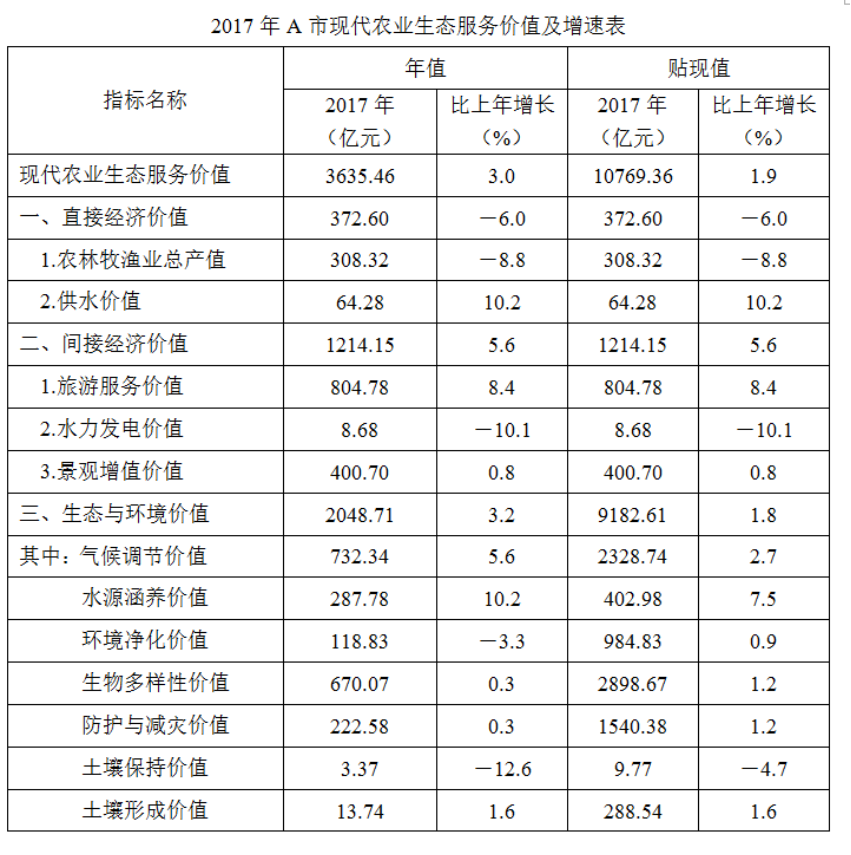 2017 年 A 市现代农业生态服务价值及增速表
指标名称 年值 贴现值
2017 年 比上年增长 2017 年 比上年增长
（亿元） （%） （亿元） （%）
现代农业生态服务价值 3635.46 3.0 10769.36 1.9
一、直接经济价值 372.60 －6.0 372.60 －6.0
1.农林牧渔业总产值 308.32 －8.8 308.32 －8.8
2.供水价值 64.28 10.2 64.28 10.2
二、间接经济价值 1214.15 5.6 1214.15 5.6
1.旅游服务价值 804.78 8.4 804.78 8.4
2.水力发电价值 8.68 －10.1 8.68 －10.1
3.景观增值价值 400.70 0.8 400.70 0.8
三、生态与环境价值 2048.71 3.2 9182.61 1.8
其中：气候调节价值 732.34 5.6 2328.74 2.7
水源涵养价值 287.78 10.2 402.98 7.5
环境净化价值 118.83 －3.3 984.83 0.9
生物多样性价值 670.07 0.3 2898.67 1.2
防护与减灾价值 222.58 0.3 1540.38 1.2
土壤保持价值 3.37 －12.6 9.77 －4.7
土壤形成价值 13.74 1.6 288.54 1.6